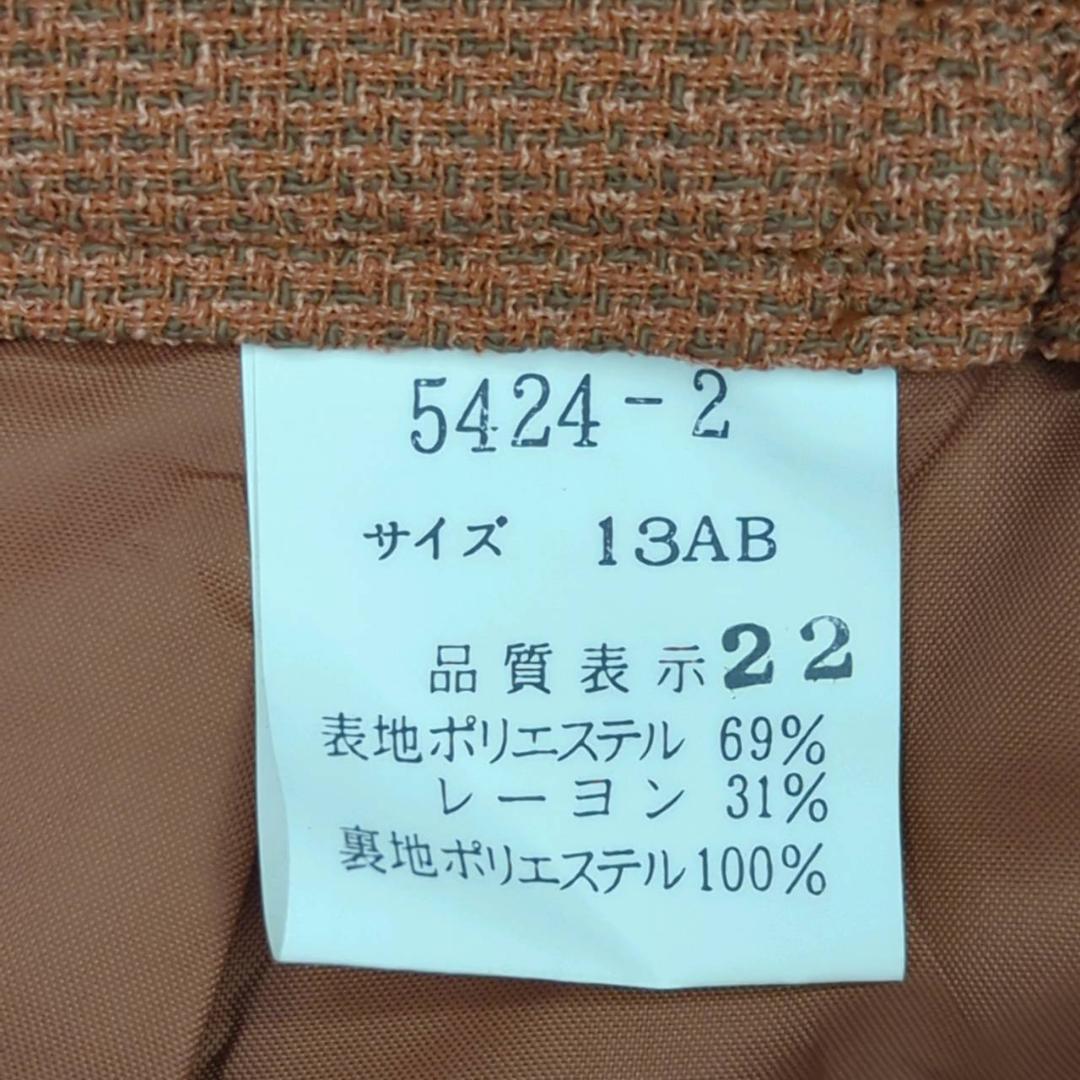 5424-2
サイズ 13AB
品質表示22
表地ポリエステル 69%
レーヨン 31%
裏地ポリエステル100%